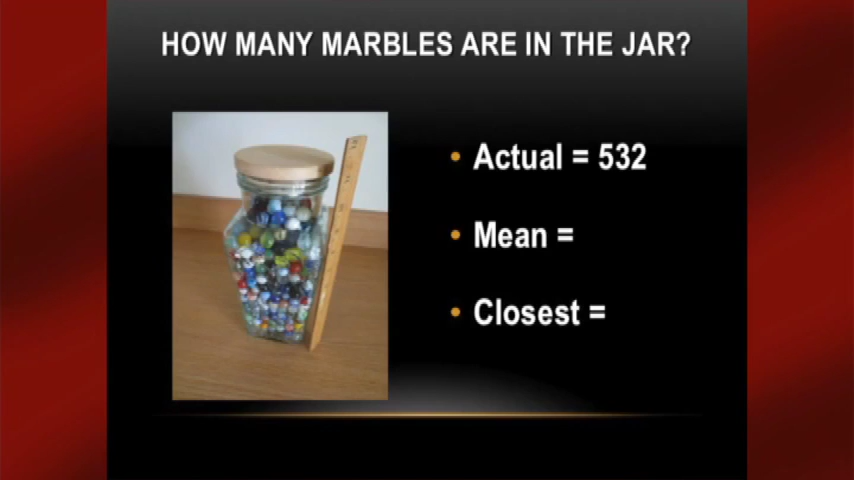 HOW MANY MARBLES ARE IN THE JAR?
• Actual = 532
• Mean =
• Closest =